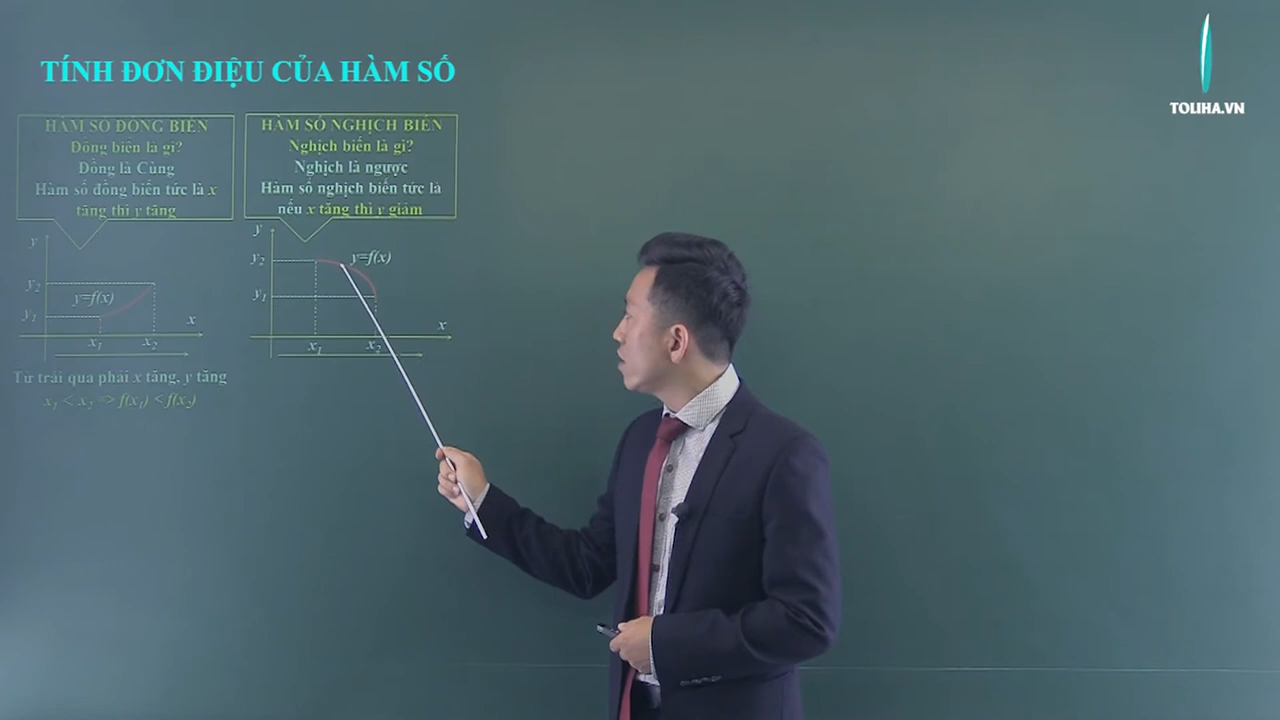 TÍNH ĐƠN ĐIỆU CỦA HÀM SỐ
TOLIHA.VN
HÀM SỐ ĐỒNG BIẾN
Đồng biến là gì?
Đồng là Cùng
Hàm số đồng biến tức là x
tăng thì y tăng
y
y₂
y=f(x)
y₁
x
x₁
x₂
Từ trái qua phải x tăng, y tăng
x₁ < x₂ => f(x₁) < f(x₂)
HÀM SỐ NGHỊCH BIẾN
Nghịch biến là gì?
Nghịch là ngược
Hàm số nghịch biến tức là
nếu x tăng thì y giảm
y
y₂
y=f(x)
y₁
x
x₁
x₂